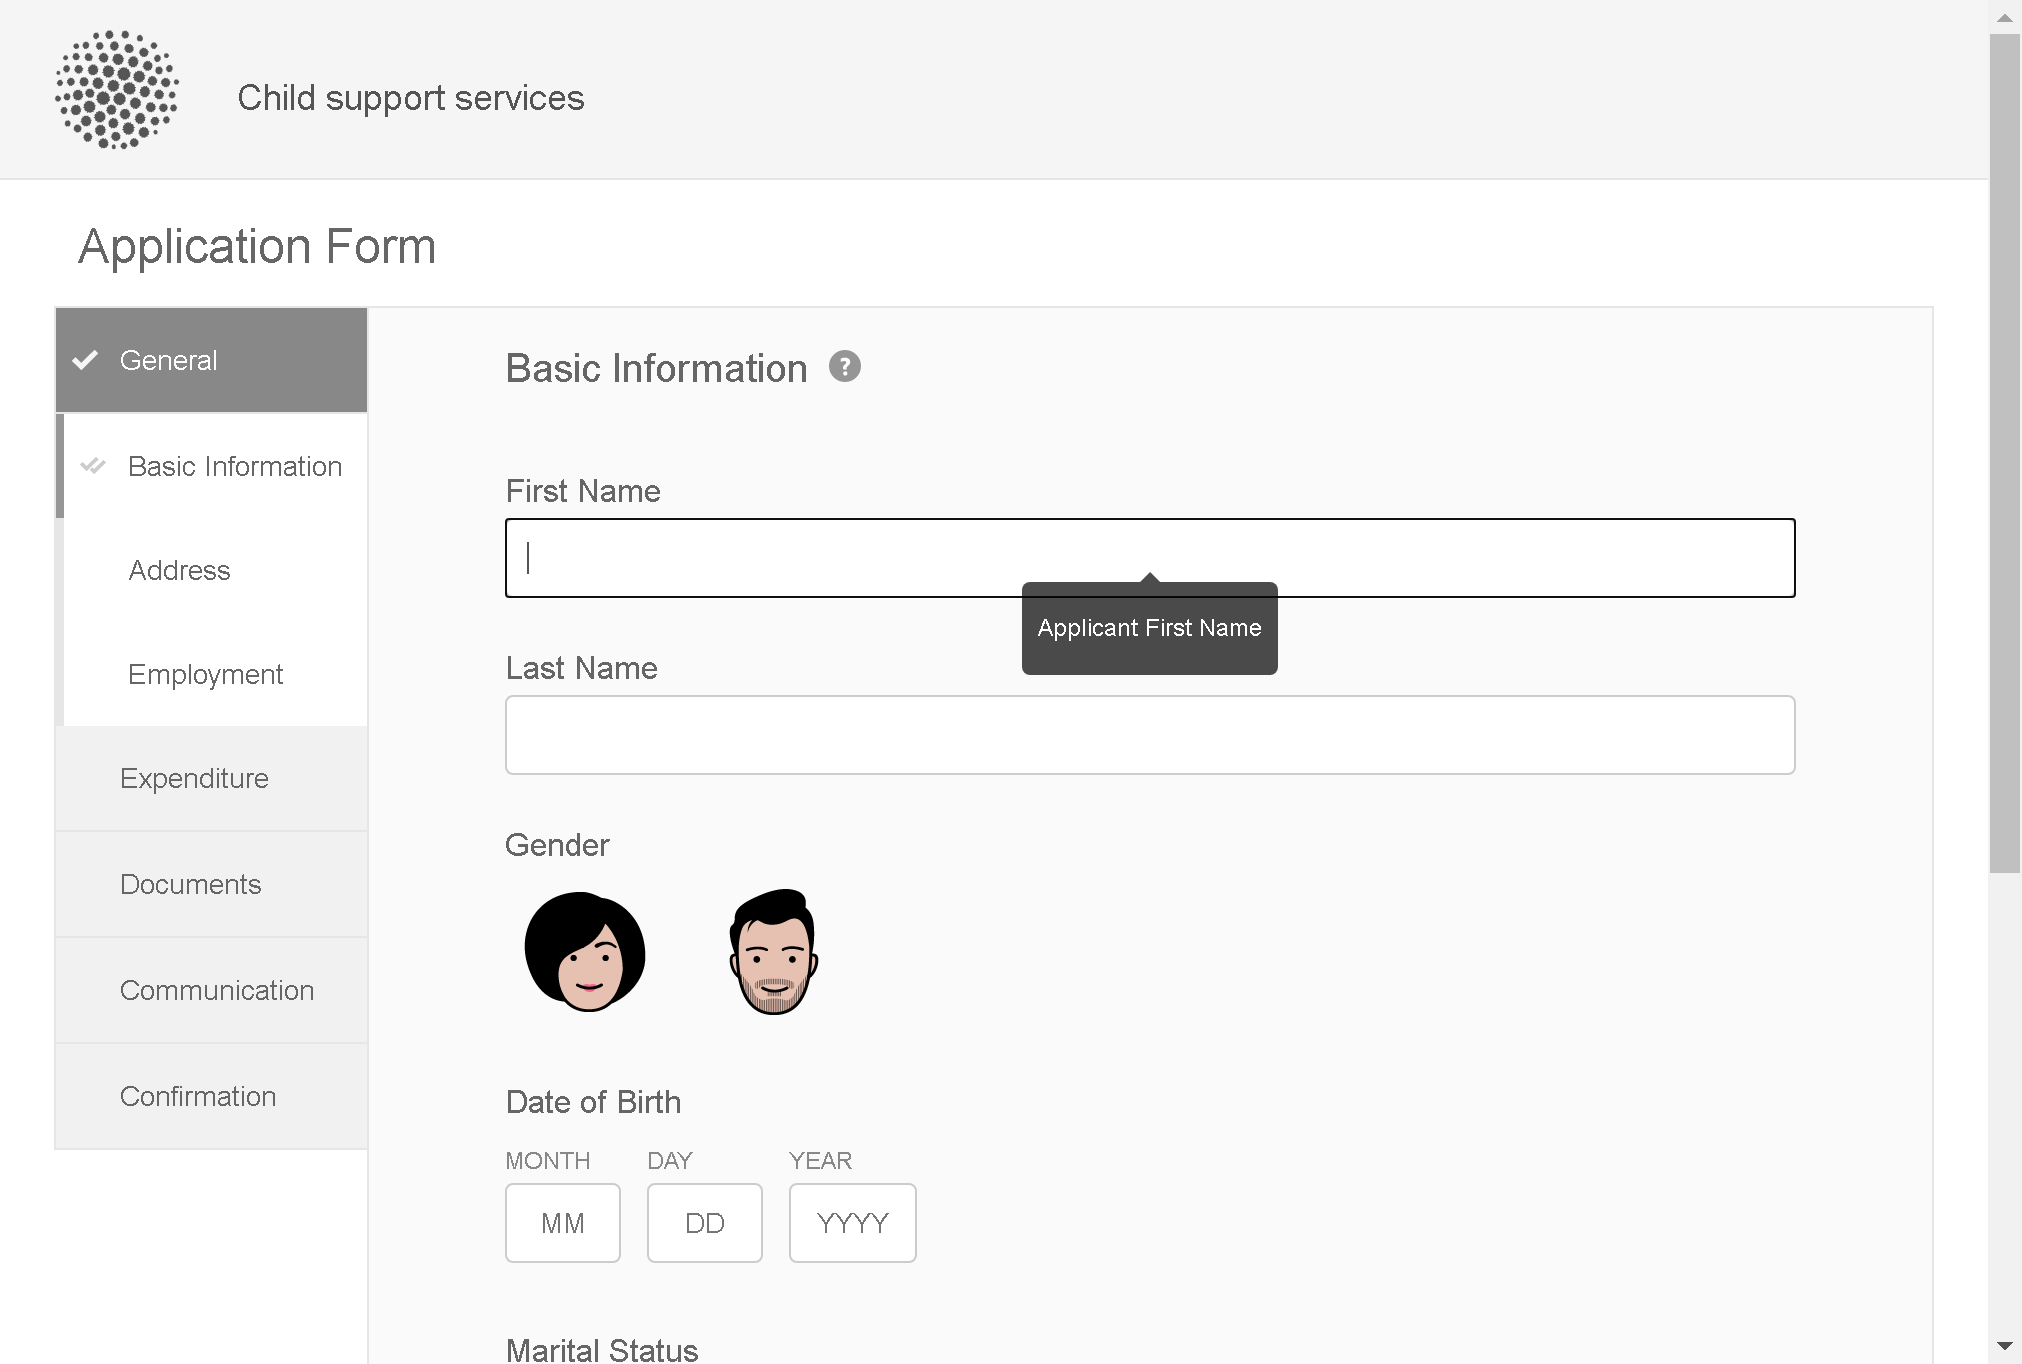 Child support services
Application Form
General
Basic Information
Address
Employment
Expenditure
Documents
Communication
Confirmation
Basic Information ?
First Name
Applicant First Name
Last Name
Gender
Date of Birth
MONTH DAY YEAR
MM DD YYYY
Marital Status